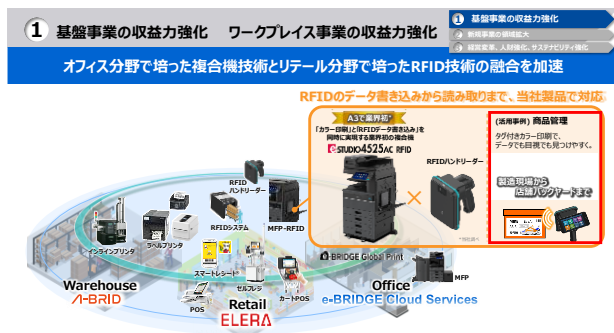 ① 基盤事業の収益力強化 ワークプレイス事業の収益力強化
① 基盤事業の収益力強化
② 新規事業の領域拡大
③ 経営変革、人財強化、サステナビリティ強化
オフィス分野で培った複合機技術とリテール分野で培ったRFID技術の融合を加速
RFIDのデータ書き込みから読み取りまで、当社製品で対応
A3で業界初*
「カラー印刷」と「RFIDデータ書き込み」を
同時に実現する業界初の複合機
e-STUDIO4525AC RFID
RFIDハンドリーダー
×
(活用事例) 商品管理
タグ付きカラー印刷で、
データでも目視でも見つけやすく。
製造現場から
店舗バックヤードまで
RFID
ハンドリーダー
MFP-RFID
RFIDシステム
ラベルプリンタ
インラインプリンタ
スマートレシート
POS
セルフレジ
カートPOS
e-BRIDGE Global Print
MFP
Warehouse
A-BRID
Retail
ELERA
Office
e-BRIDGE Cloud Services